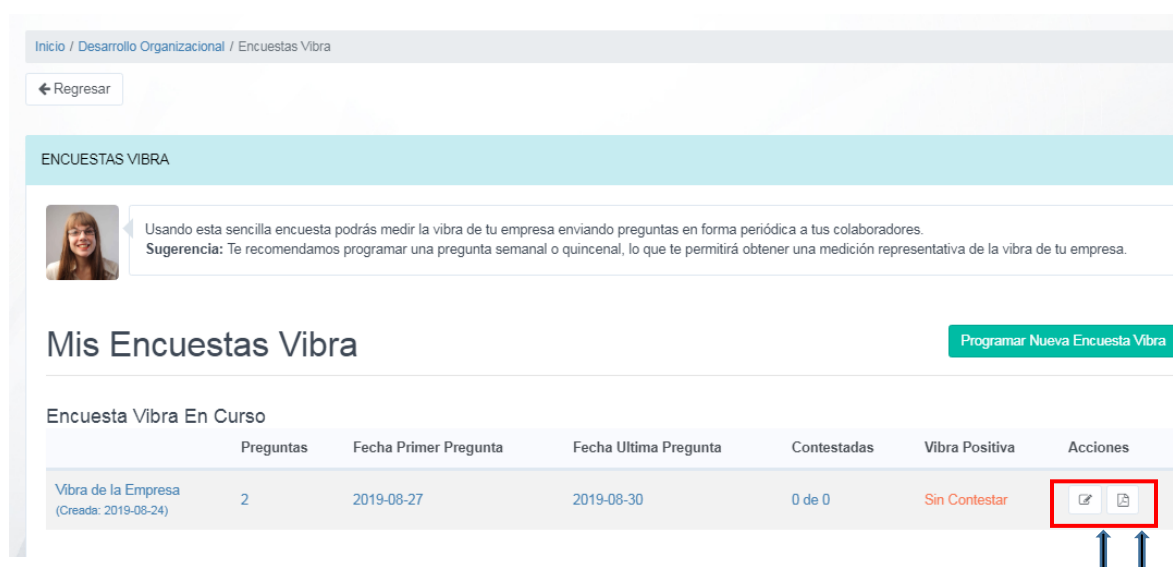 Inicio / Desarrollo Organizacional / Encuestas Vibra
Regresar
ENCUESTAS VIBRA
Usando esta sencilla encuesta podrás medir la vibra de tu empresa enviando preguntas en forma periódica a tus colaboradores.
Sugerencia: Te recomendamos programar una pregunta semanal o quincenal, lo que te permitirá obtener una medición representativa de la vibra de tu empresa.
Mis Encuestas Vibra
Programar Nueva Encuesta Vibra
Encuesta Vibra En Curso
Preguntas Fecha Primer Pregunta Fecha Ultima Pregunta Contestadas Vibra Positiva Acciones
Vibra de la Empresa 2 2019-08-27 2019-08-30 0 de 0 Sin Contestar
(Creada: 2019-08-24)